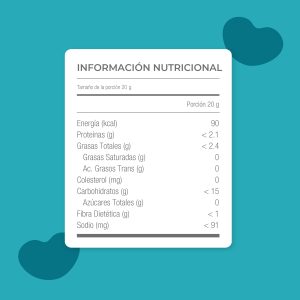 INFORMACIÓN NUTRICIONAL
Tamaño de la porción 20 g
Porción 20 g
Energía (kcal) 90
Proteínas (g) < 2.1
Grasas Totales (g) < 2.4
Grasas Saturadas (g) 0
Ac. Grasos Trans (g) 0
Colésterol (mg) 0
Carbohidratos (g) < 15
Azúcares Totales (g) 0
Fibra Dietética (g) < 1
Sodio (mg) < 91